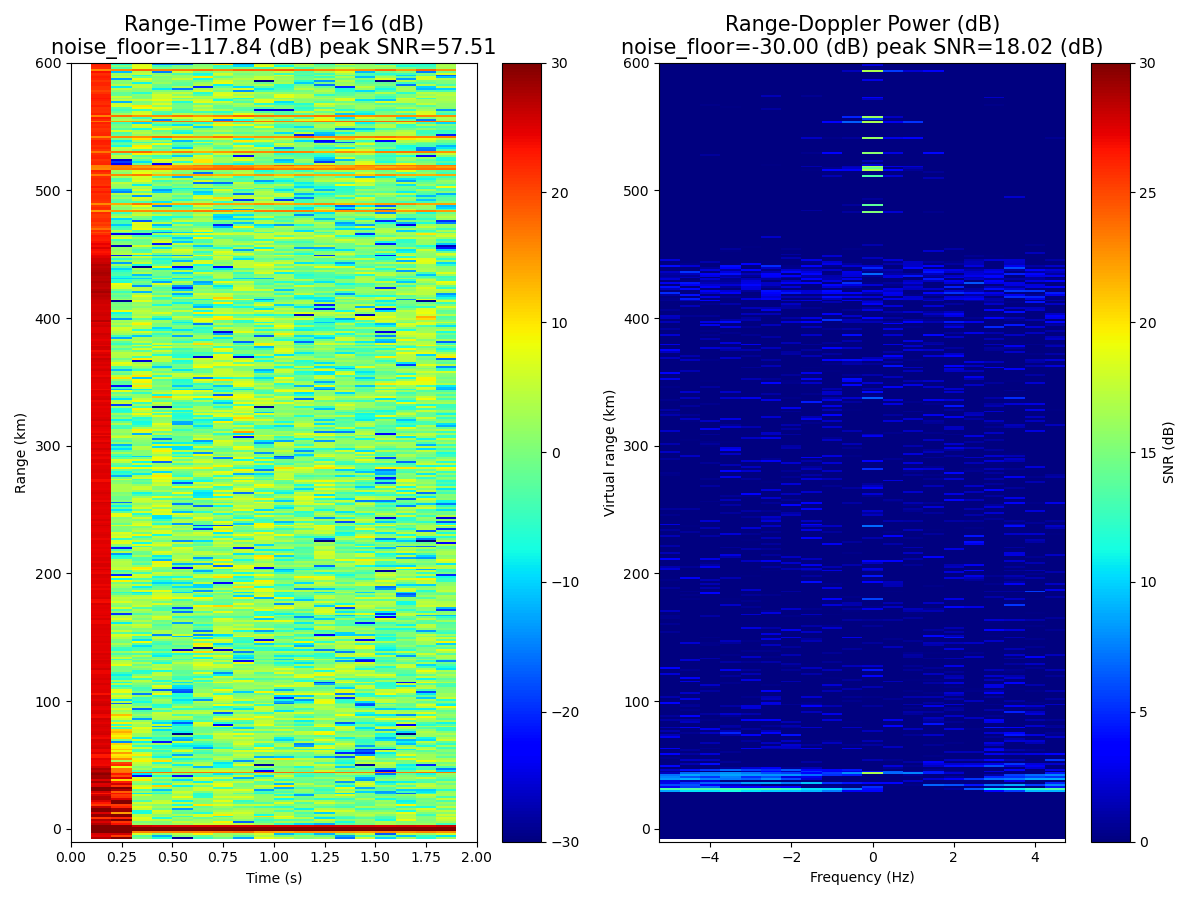 Range-Time Power f=16 (dB)
noise_floor=-117.84 (dB) peak SNR=57.51
600
500
400
300
200
100
0
Range (km)
0.00 0.25 0.50 0.75 1.00 1.25 1.50 1.75 2.00
Time (s)
30
20
10
0
−10
−20
−30
Range-Doppler Power (dB)
noise_floor=-30.00 (dB) peak SNR=18.02 (dB)
600
500
400
300
200
100
0
Virtual range (km)
−4 −2 0 2 4
Frequency (Hz)
30
25
20
15
10
5
0
SNR (dB)